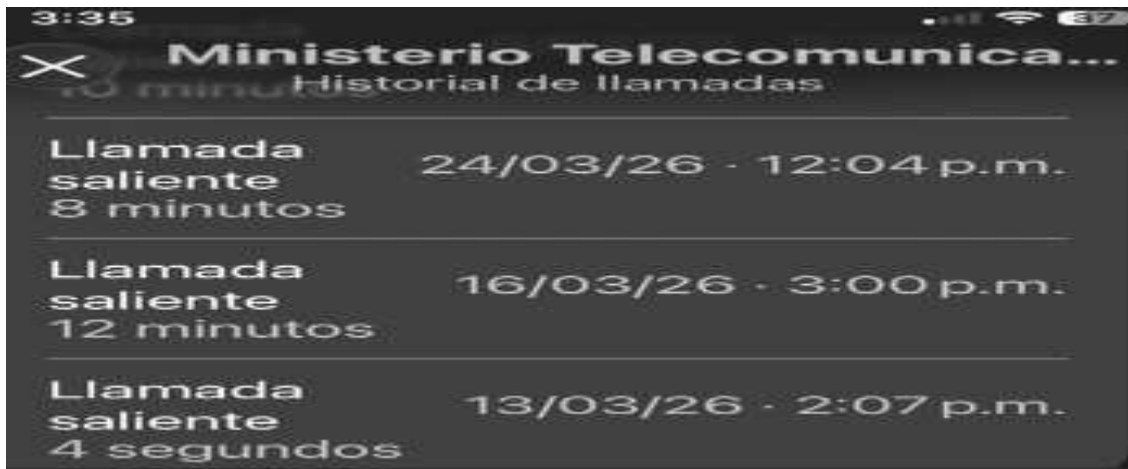 3:35
37
Ministerio Telecomunica...
Historial de llamadas
minutos
Llamada
saliente
24/03/26 · 12:04 p.m.
8 minutos
Llamada
saliente
16/03/26 · 3:00 p.m.
12 minutos
Llamada
saliente
13/03/26 · 2:07 p.m.
4 segundos